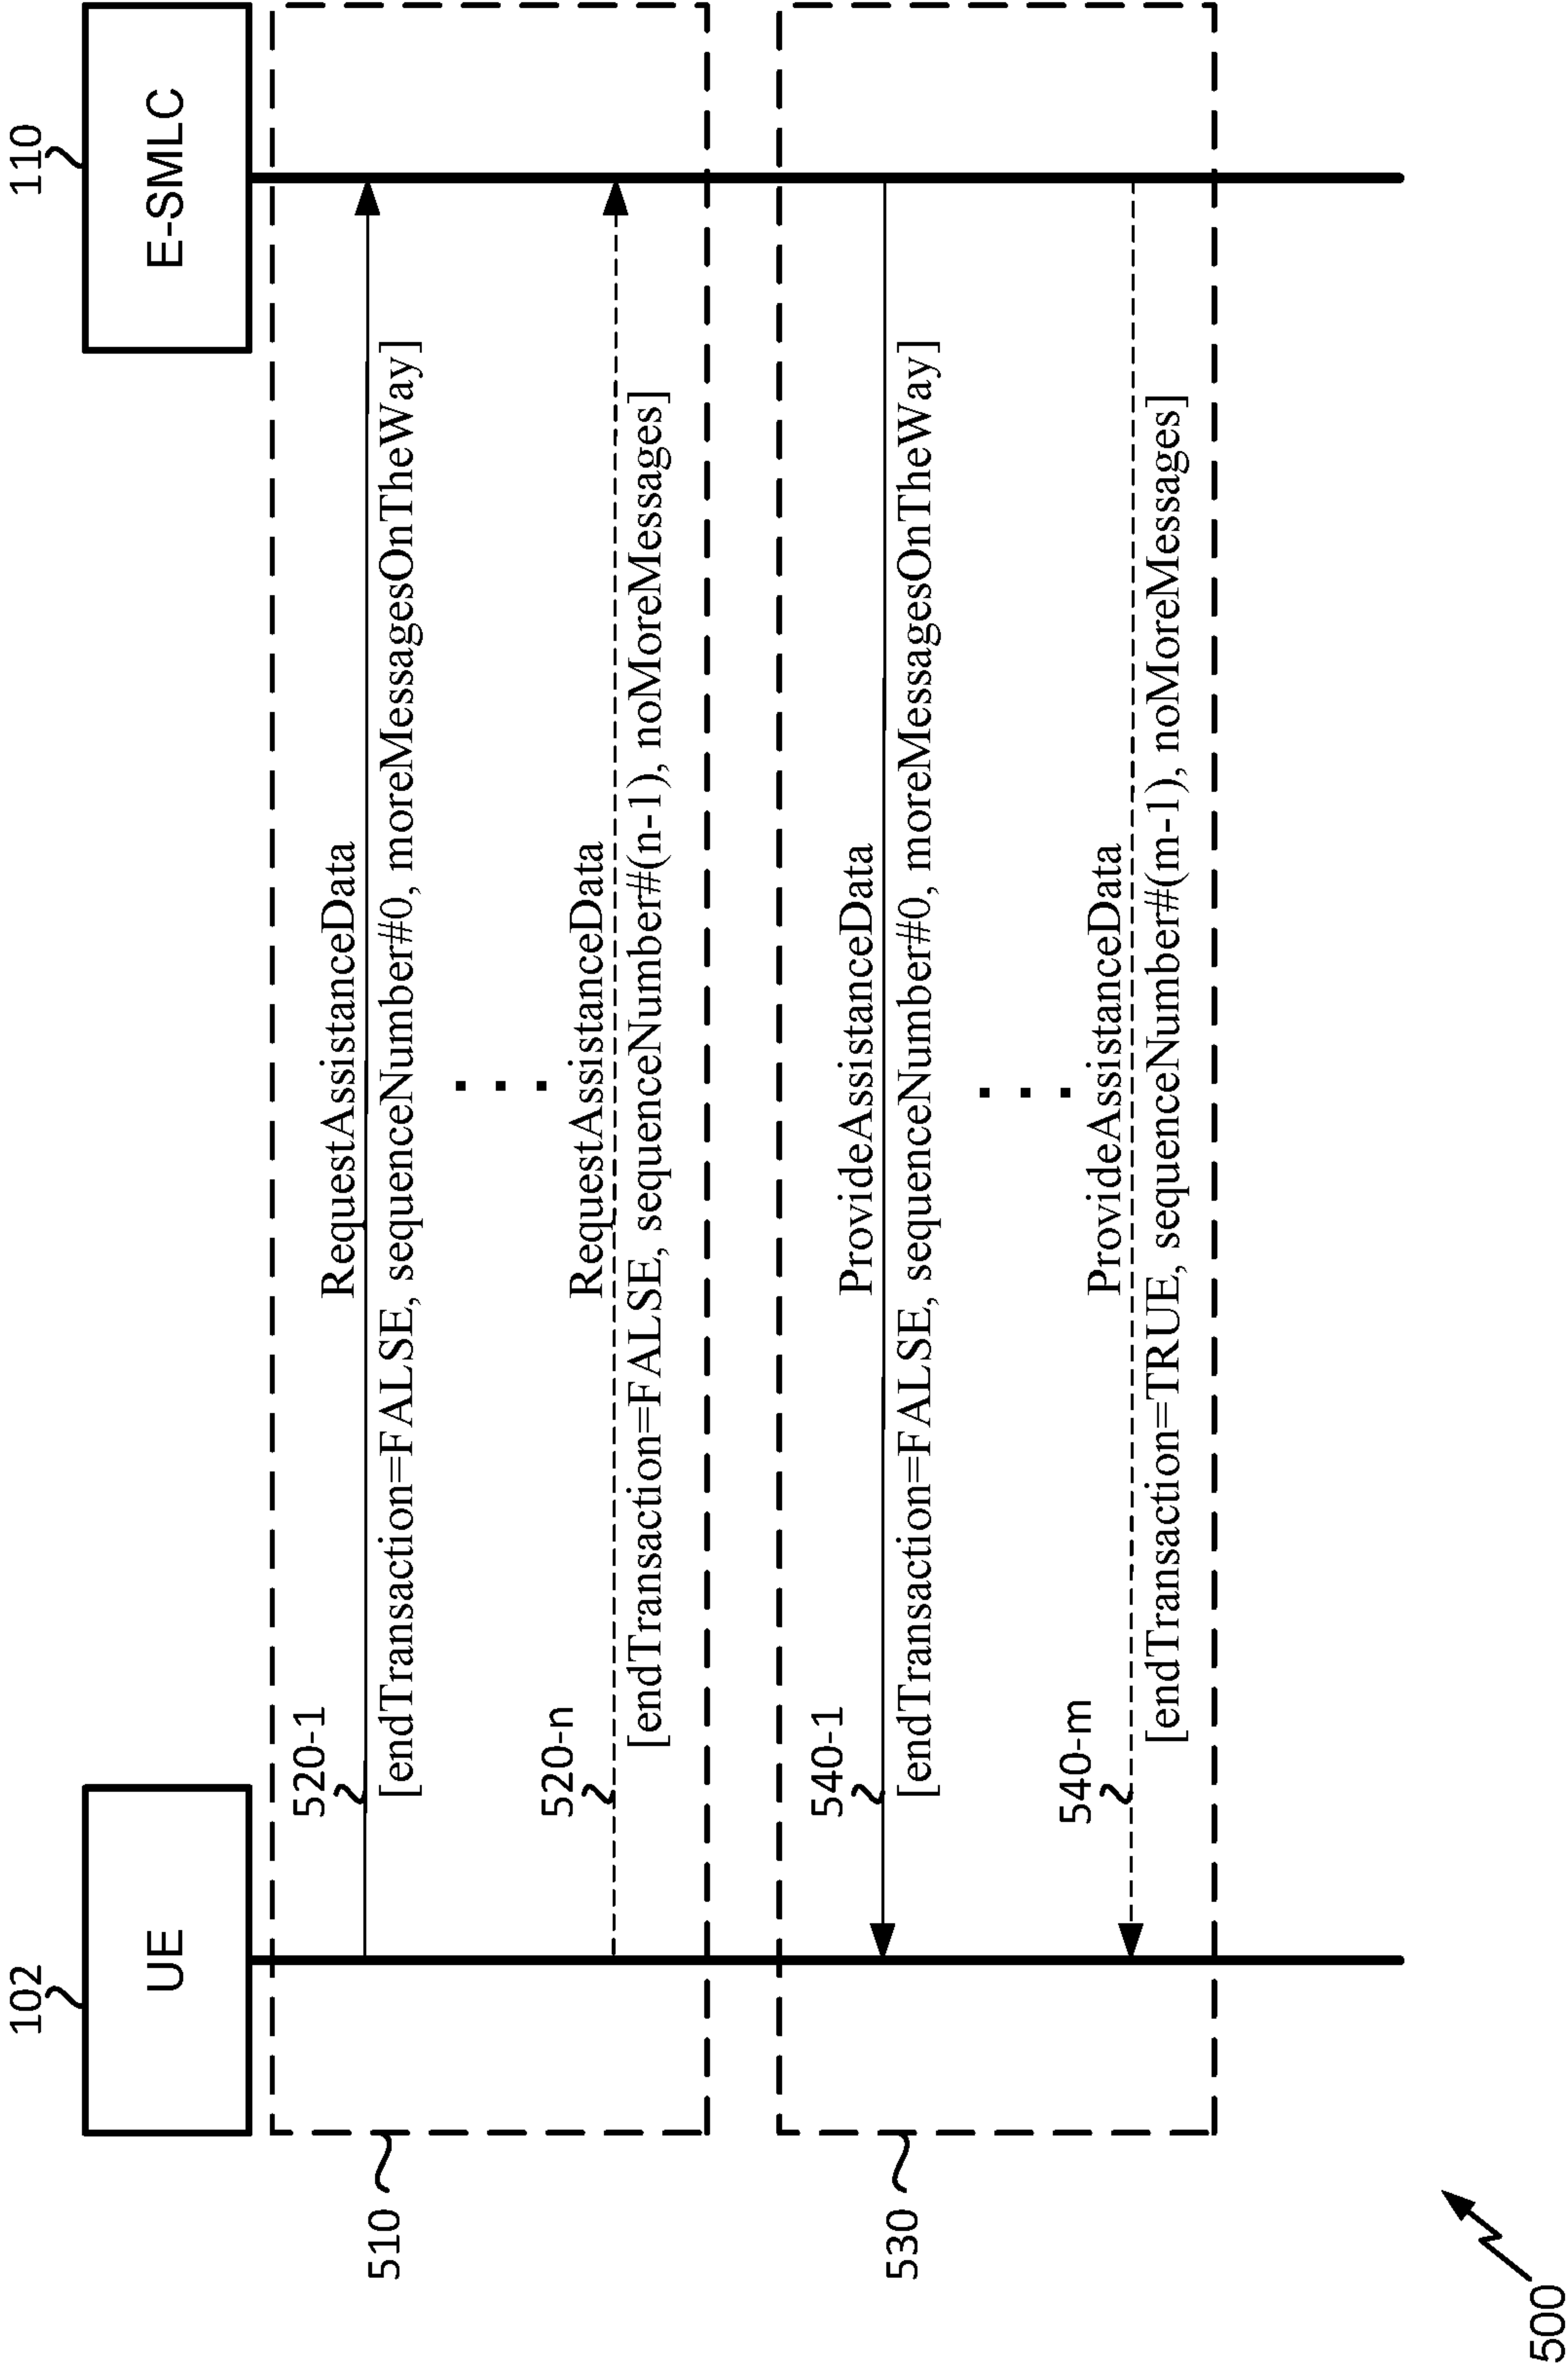 102
110
UE
E-SMLC
510
520-1
RequestAssistanceData
[endTransaction=FALSE, sequenceNumber#0, moreMessagesOnTheWay]
520-n
RequestAssistanceData
[endTransaction=FALSE, sequenceNumber#(n-1), noMoreMessages]
530
540-1
ProvideAssistanceData
[endTransaction=FALSE, sequenceNumber#0, moreMessagesOnTheWay]
540-m
ProvideAssistanceData
[endTransaction=TRUE, sequenceNumber#(m-1), noMoreMessages]
500